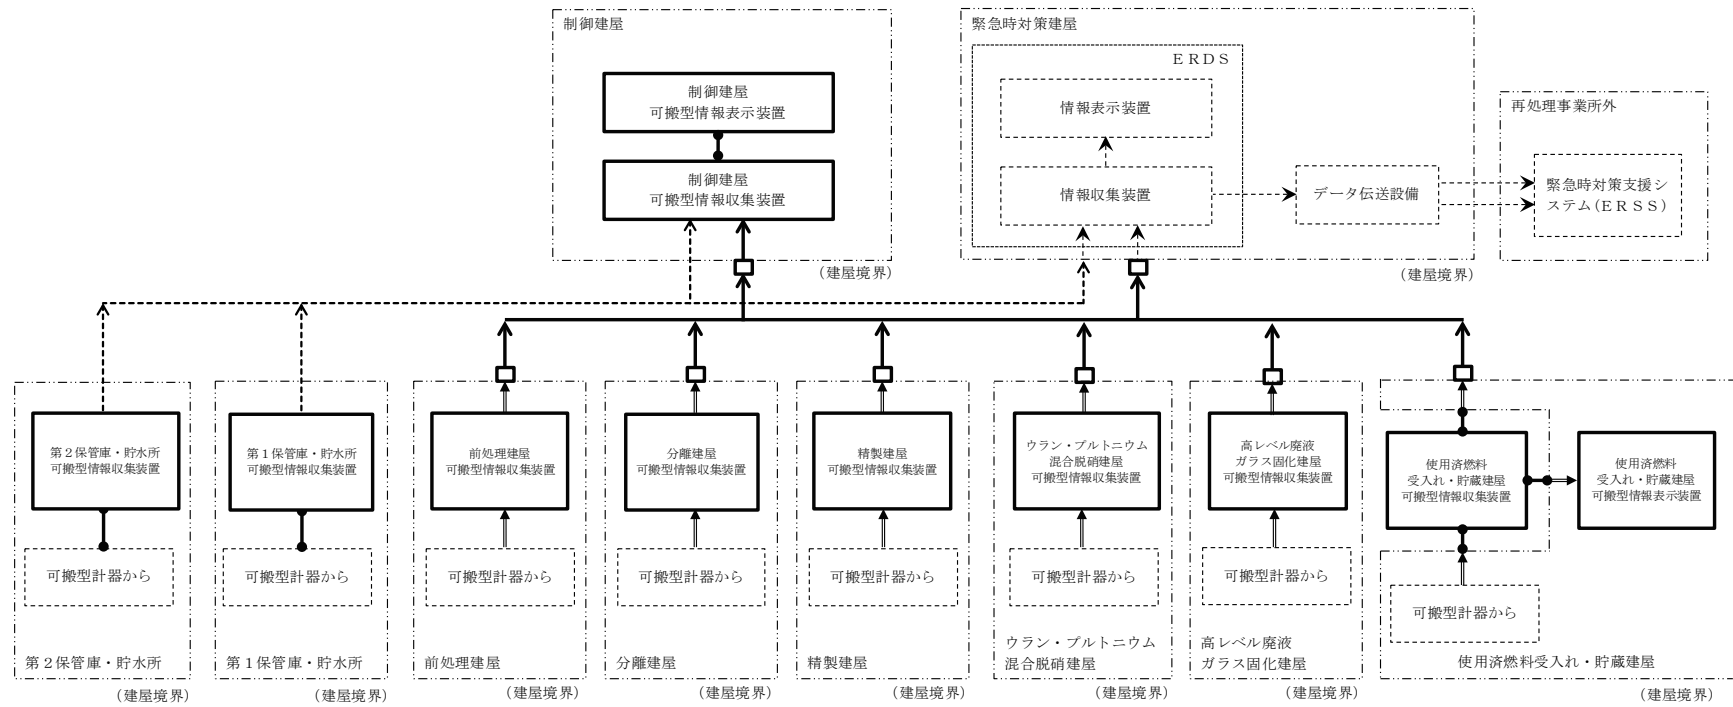 制御建屋
制御建屋
可搬型情報表示装置
制御建屋
可搬型情報収集装置
(建屋境界)
緊急時対策建屋
ERDS
情報表示装置
情報収集装置
データ伝送設備
(建屋境界)
再処理事業所外
緊急時対策支援シ
ステム(ERSS)
第2保管庫・貯水所
可搬型情報収集装置
可搬型計器から
第2保管庫・貯水所
(建屋境界)
第1保管庫・貯水所
可搬型情報収集装置
可搬型計器から
第1保管庫・貯水所
(建屋境界)
前処理建屋
可搬型情報収集装置
可搬型計器から
前処理建屋
(建屋境界)
分離建屋
可搬型情報収集装置
可搬型計器から
分離建屋
(建屋境界)
精製建屋
可搬型情報収集装置
可搬型計器から
精製建屋
(建屋境界)
ウラン・プルトニウム
混合脱硝建屋
可搬型情報収集装置
可搬型計器から
ウラン・プルトニウム
混合脱硝建屋
(建屋境界)
高レベル廃液
ガラス固化建屋
可搬型情報収集装置
可搬型計器から
高レベル廃液
ガラス固化建屋
(建屋境界)
使用済燃料
受入れ・貯蔵建屋
可搬型情報収集装置
使用済燃料
受入れ・貯蔵建屋
可搬型情報表示装置
可搬型計器から
使用済燃料受入れ・貯蔵建屋
(建屋境界)